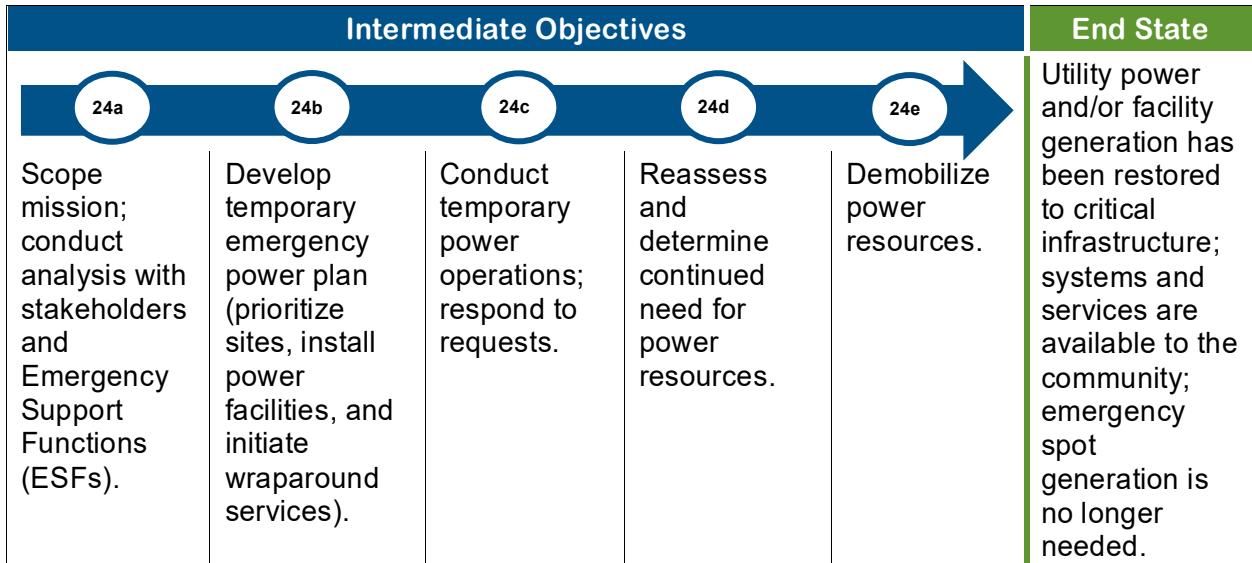 Intermediate Objectives
End State
24a
24b
24c
24d
24e
Scope
mission;
conduct
analysis with
stakeholders
and
Emergency
Support
Functions
(ESFs).
Develop
temporary
emergency
power plan
(prioritize
sites, install
power
facilities, and
initiate
wraparound
services).
Conduct
temporary
power
operations;
respond to
requests.
Reassess
and
determine
continued
need for
power
resources.
Demobilize
power
resources.
Utility power
and/or facility
generation has
been restored
to critical
infrastructure;
systems and
services are
available to the
community;
emergency
spot
generation is
no longer
needed.